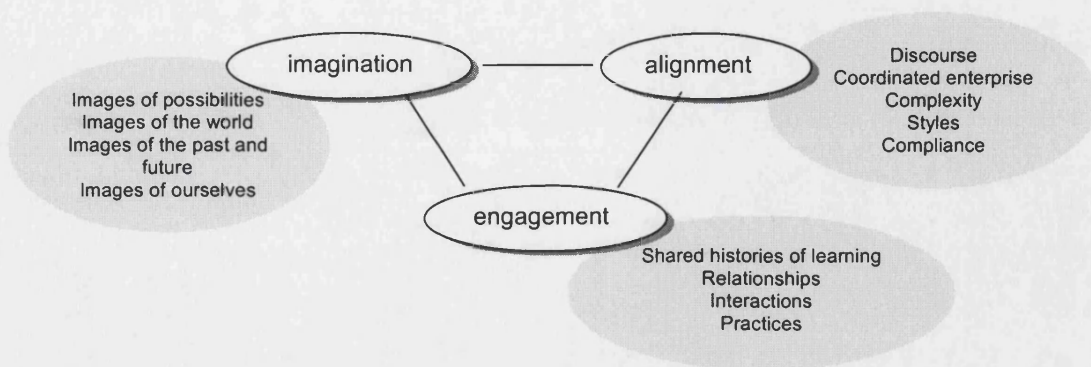 imagination
Images of possibilities
Images of the world
Images of the past and
future
Images of ourselves
alignment
Discourse
Coordinated enterprise
Complexity
Styles
Compliance
engagement
Shared histories of learning
Relationships
Interactions
Practices